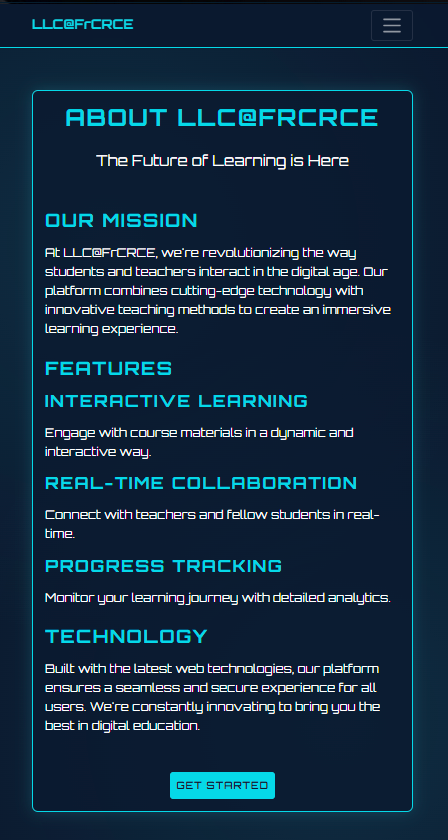 LLC@FrCRCE
ABOUT LLC@FRCRCE
The Future of Learning is Here
OUR MISSION
At LLC@FrCRCE, we're revolutionizing the way
students and teachers interact in the digital age. Our
platform combines cutting-edge technology with
innovative teaching methods to create an immersive
learning experience.
FEATURES
INTERACTIVE LEARNING
Engage with course materials in a dynamic and
interactive way.
REAL-TIME COLLABORATION
Connect with teachers and fellow students in real-
time.
PROGRESS TRACKING
Monitor your learning journey with detailed analytics.
TECHNOLOGY
Built with the latest web technologies, our platform
ensures a seamless and secure experience for all
users. We're constantly innovating to bring you the
best in digital education.
GET STARTED